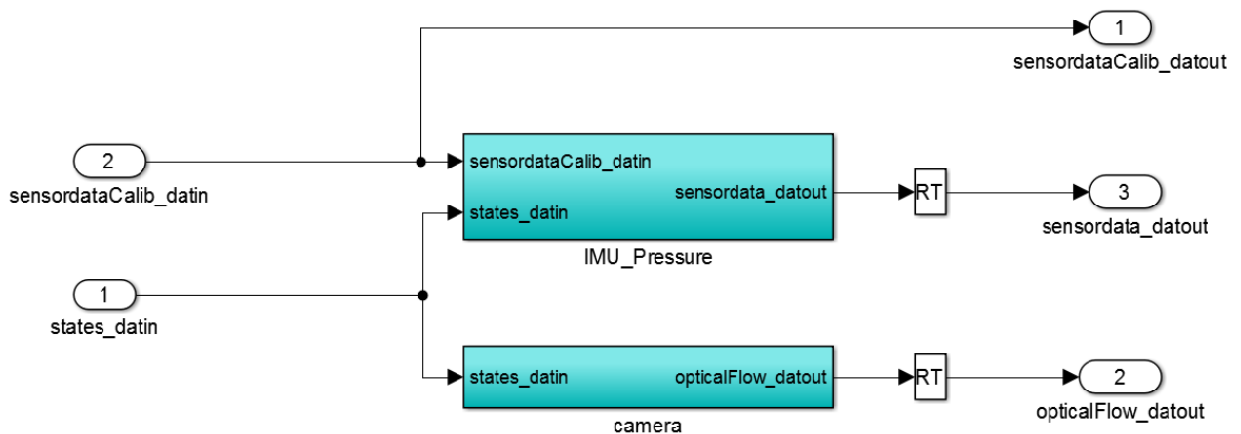 1
sensordataCalib_datout
2
sensordataCalib_datin
sensordataCalib_datin
states_datin
sensordata_datout
IMU_Pressure
RT
3
sensordata_datout
1
states_datin
states_datin
opticalFlow_datout
camera
RT
2
opticalFlow_datout